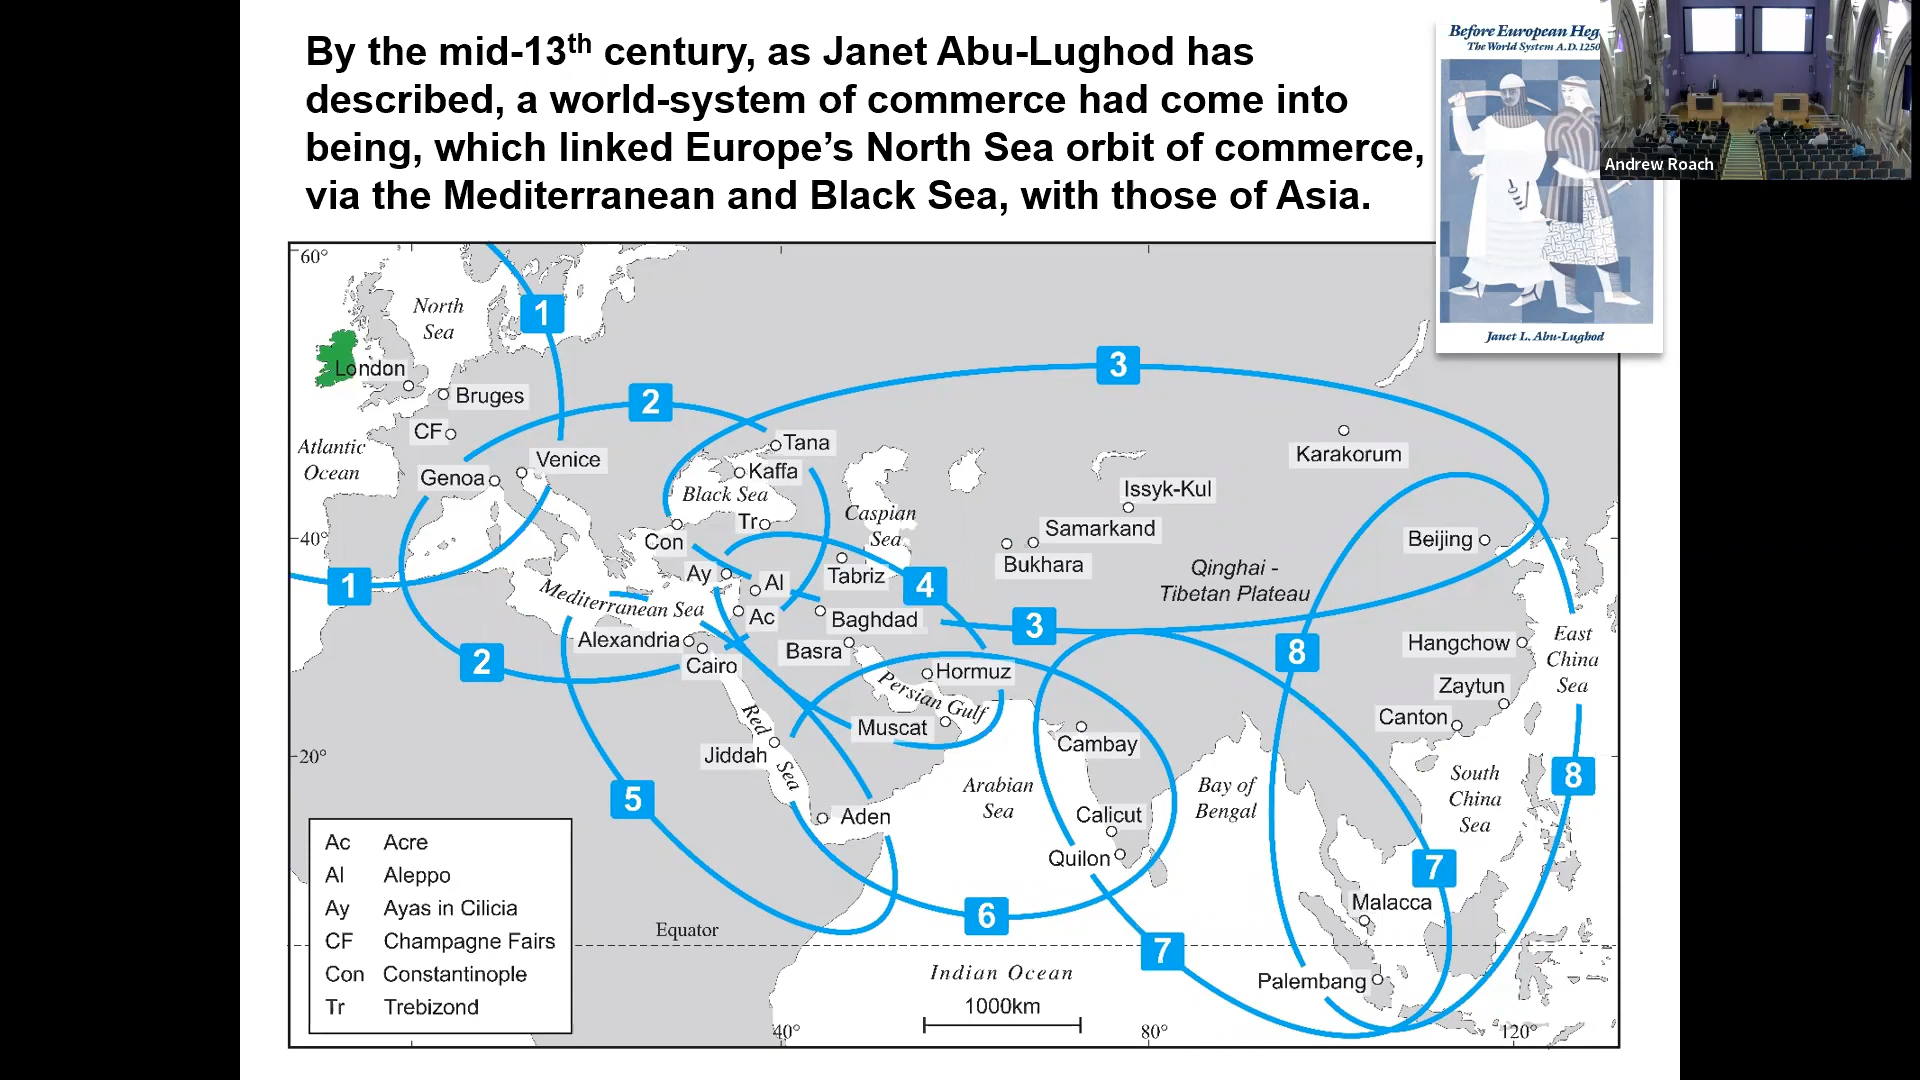 By the mid-13th century, as Janet Abu-Lughod has
described, a world-system of commerce had come into
being, which linked Europe's North Sea orbit of commerce,
via the Mediterranean and Black Sea, with those of Asia.
Before European Heg
The World System A.D. 1250
Janet L. Abu-Lughod
Andrew Roach
60°
North
Sea
1
London
Bruges
3
2
CF
Atlantic
Ocean
Genoa
Venice
Tana
Kaffa
Black Sea
Karakorum
Issyk-Kul
Tr
Caspian
Sea
Samarkand
40°
Con
Bukhara
Beijing
Ay
Al
Tabriz
4
Qinghai -
Tibetan Plateau
1
Mediterranean Sea
Ac
Baghdad
3
Alexandria
Basra
8
Hangchow
East
China
Sea
2
Cairo
Hormuz
Persian Gulf
Zaytun
Canton
Red
Sea
Muscat
Cambay
20°
Jiddah
5
Arabian
Sea
Bay of
Bengal
South
China
Sea
8
Aden
Calicut
Quilon
7
6
Malacca
Equator
7
Indian Ocean
Palembang
1000km
40°
80°
120°
Ac Acre
Al Aleppo
Ay Ayas in Cilicia
CF Champagne Fairs
Con Constantinople
Tr Trebizond